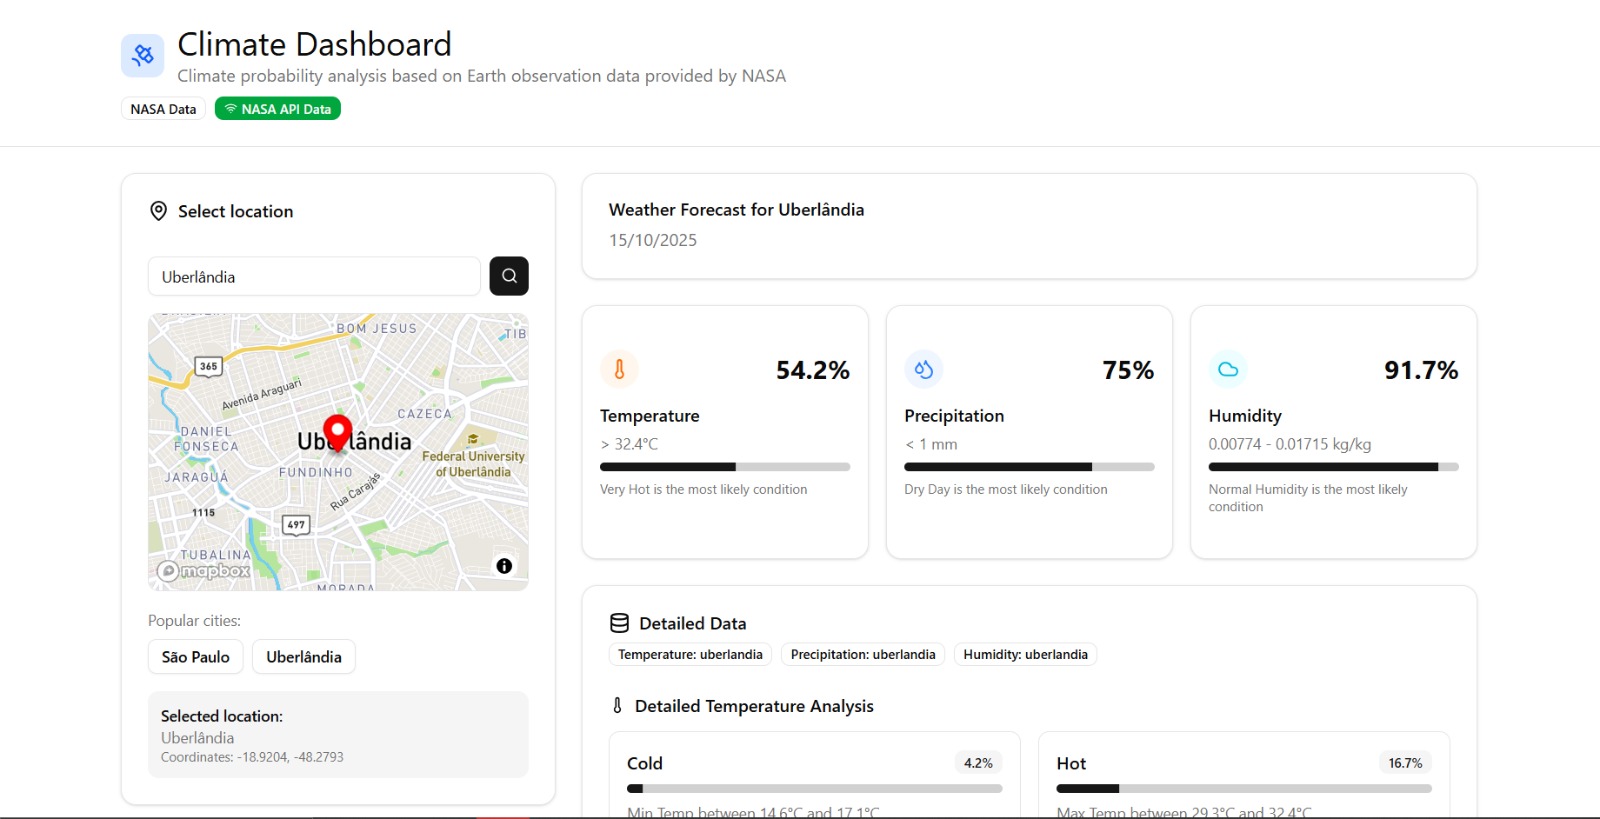 Climate Dashboard
Climate probability analysis based on Earth observation data provided by NASA
NASA Data
NASA API Data
Select location
Uberlândia
BOM JESUS
TIB
365
Avenida Araguari
CAZECA
DANIEL
FONSECA
Uberlândia
Federal University
of Uberlândia
FUNDINHO
JARAGUÁ
Rua Carajás
1115
497
TUBALINA
mapbox
MORADA
Popular cities:
São Paulo
Uberlândia
Selected location:
Uberlândia
Coordinates: -18.9204, -48.2793
Weather Forecast for Uberlândia
15/10/2025
54.2%
Temperature
> 32.4°C
Very Hot is the most likely condition
75%
Precipitation
< 1 mm
Dry Day is the most likely condition
91.7%
Humidity
0.00774 - 0.01715 kg/kg
Normal Humidity is the most likely
condition
Detailed Data
Temperature: uberlandia
Precipitation: uberlandia
Humidity: uberlandia
Detailed Temperature Analysis
Cold
4.2%
Min Temp between 14.6°C and 17.1°C
Hot
16.7%
Max Temp between 29.3°C and 32.4°C